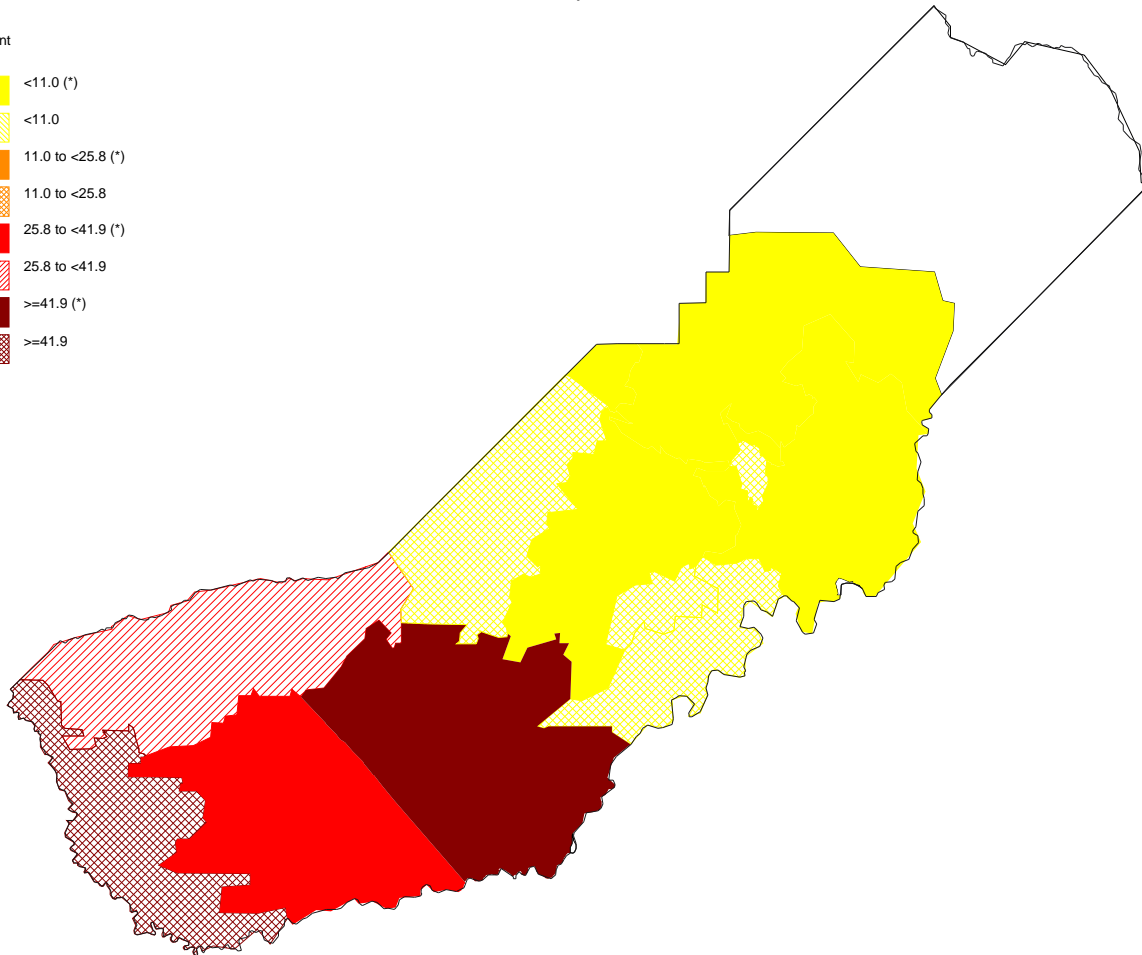 nt
<11.0 (*)
<11.0
11.0 to <25.8 (*)
11.0 to <25.8
25.8 to <41.9 (*)
25.8 to <41.9
>=41.9 (*)
>=41.9